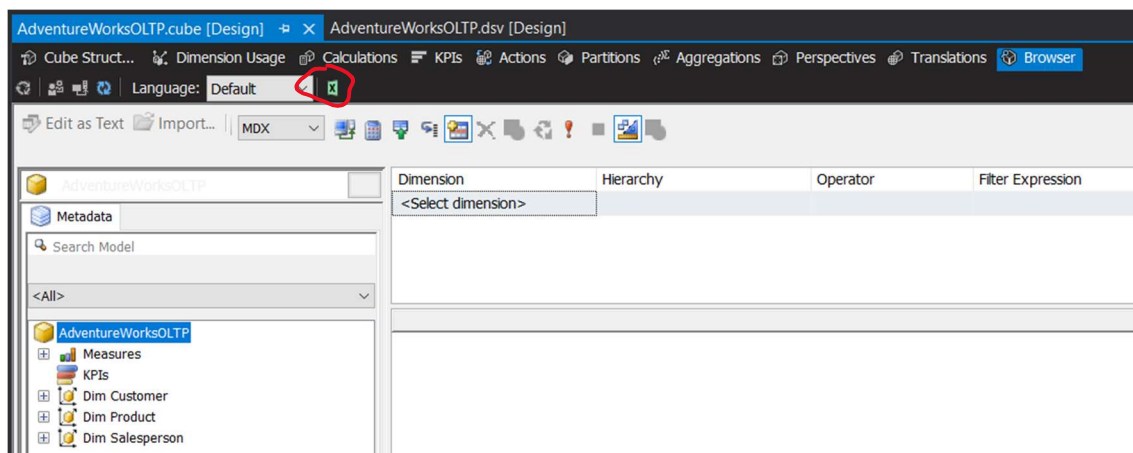 AdventureWorksOLTP.cube [Design] AdventureWorksOLTP.dsv [Design]
Cube Struct... Dimension Usage Calculations KPIs Actions Partitions Aggregations Perspectives Translations Browser
Language: Default
Edit as Text Import... MDX
AdventureWorksOLTP
Metadata
Search Model
<All>
AdventureWorksOLTP
Measures
KPIs
Dim Customer
Dim Product
Dim Salesperson
Dimension Hierarchy Operator Filter Expression
<Select dimension>